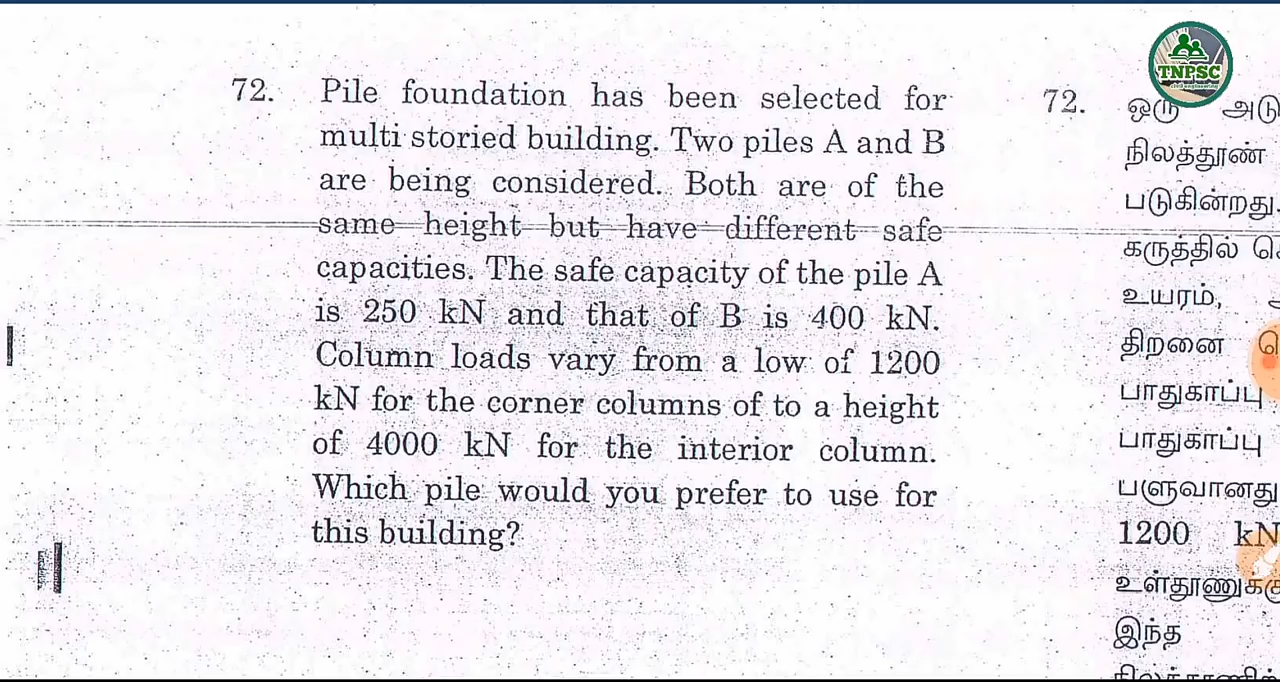 TNPSC
civil engineering
72. Pile foundation has been selected for
multi storied building. Two piles A and B
are being considered. Both are of the
same height but have different safe
capacities. The safe capacity of the pile A
is 250 kN and that of B is 400 kN.
Column loads vary from a low of 1200
kN for the corner columns of to a height
of 4000 kN for the interior column.
Which pile would you prefer to use for
this building?
72. ஒரு அடு
நிலத்தூண்
படுகின்றது.
கருத்தில் கெ
உயரம்,
திறனை
பாதுகாப்பு
பாதுகாப்பு
பளுவானது
1200 kN
உள்தூணுக்கு
இந்த